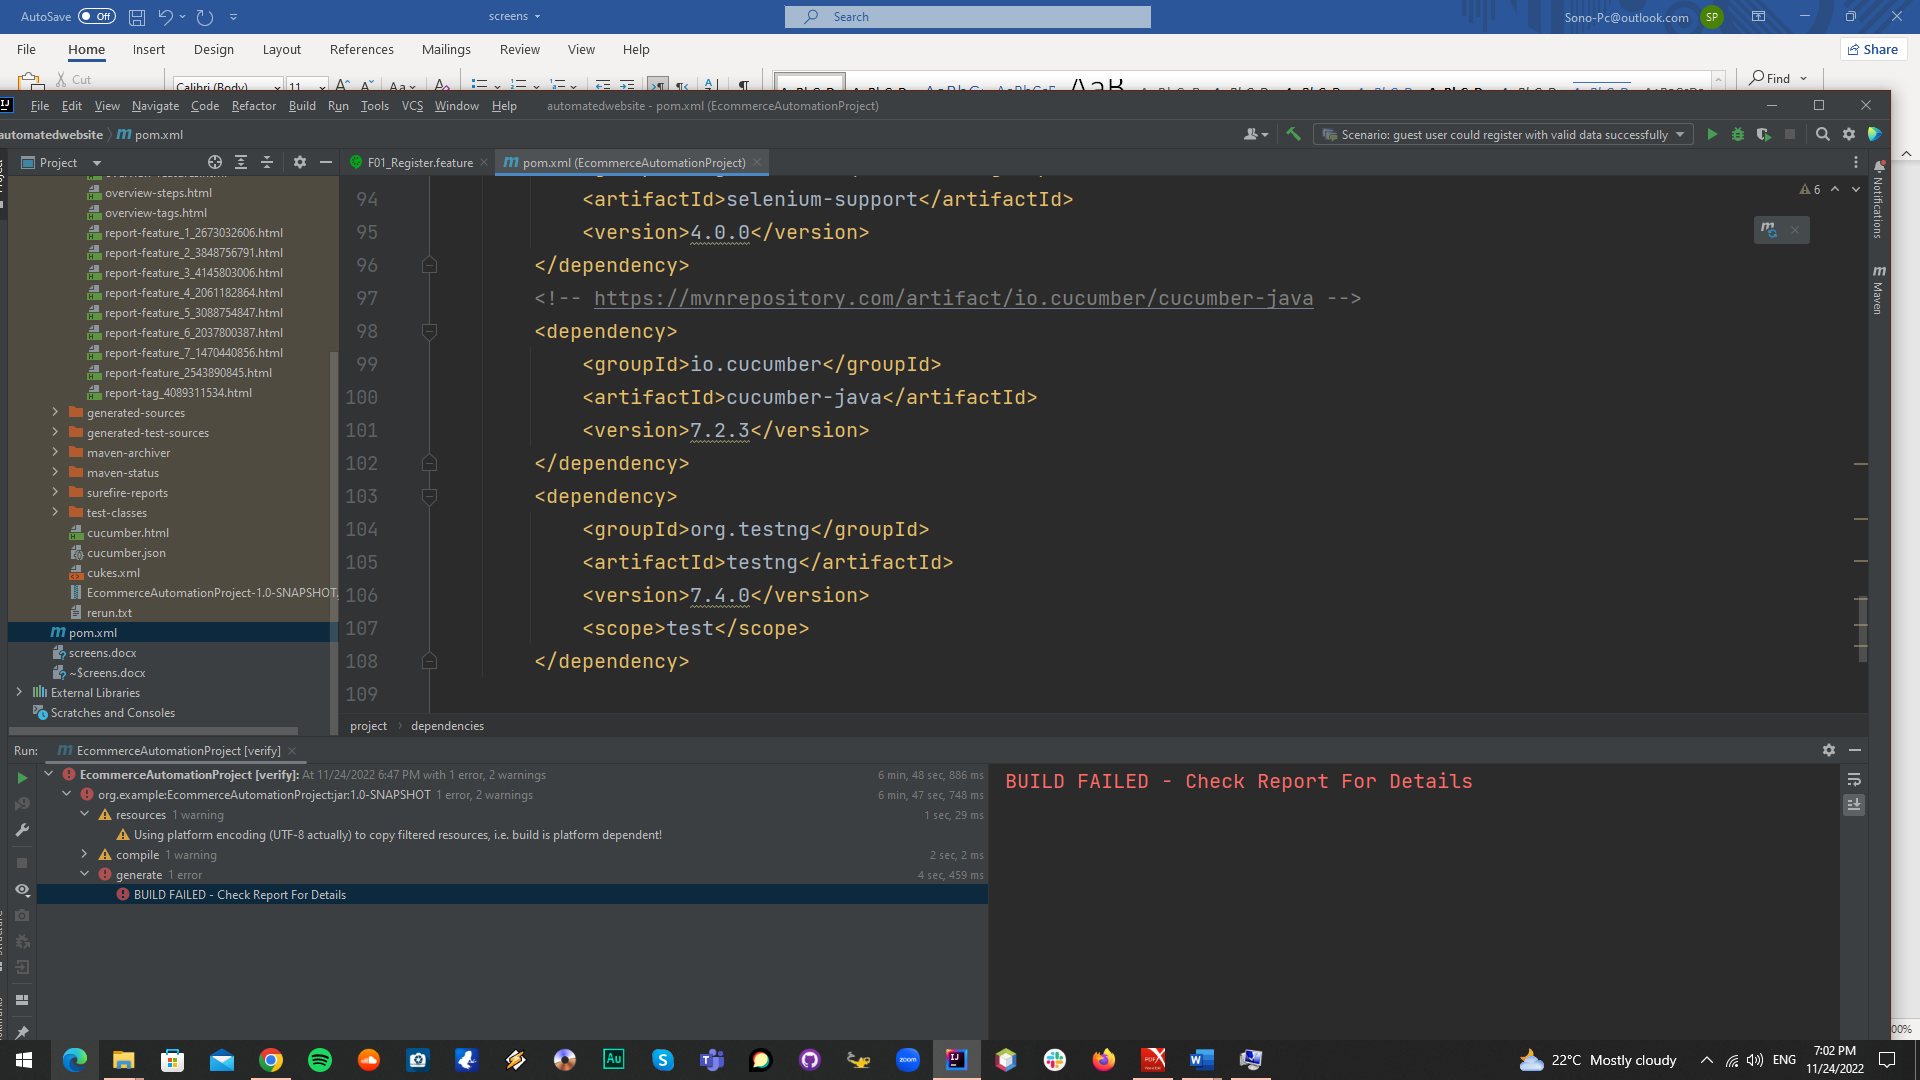 AutoSave Off
screens
Search
Sono-Pc@outlook.com SP
File Home Insert Design Layout References Mailings Review View Help
Share
Cut
Calibri (Body) 11
Find
File Edit View Navigate Code Refactor Build Run Tools VCS Window Help
automatedwebsite - pom.xml (EcommerceAutomationProject)
automatedwebsite pom.xml
Scenario: guest user could register with valid data successfully
Project
F01_Register.feature
pom.xml (EcommerceAutomationProject)
overview-steps.html
overview-tags.html
report-feature_1_2673032606.html
report-feature_2_3848756791.html
report-feature_3_4145803006.html
report-feature_4_2061182864.html
report-feature_5_3088754847.html
report-feature_6_2037800387.html
report-feature_7_1470440856.html
report-feature_2543890845.html
report-tag_4089311534.html
generated-sources
generated-test-sources
maven-archiver
maven-status
surefire-reports
test-classes
cucumber.html
cucumber.json
cukes.xml
EcommerceAutomationProject-1.0-SNAPSHOT.
rerun.txt
pom.xml
screens.docx
~$creens.docx
External Libraries
Scratches and Consoles
94 <artifactId>selenium-support</artifactId>
95 <version>4.0.0</version>
96 </dependency>
97 <!-- https://mvnrepository.com/artifact/io.cucumber/cucumber-java -->
98 <dependency>
99 <groupId>io.cucumber</groupId>
100 <artifactId>cucumber-java</artifactId>
101 <version>7.2.3</version>
102 </dependency>
103 <dependency>
104 <groupId>org.testng</groupId>
105 <artifactId>testng</artifactId>
106 <version>7.4.0</version>
107 <scope>test</scope>
108 </dependency>
109
6
Notifications
Maven
project dependencies
Run: EcommerceAutomationProject [verify]
EcommerceAutomationProject [verify]: At 11/24/2022 6:47 PM with 1 error, 2 warnings 6 min, 48 sec, 886 ms
org.example:EcommerceAutomationProject:jar:1.0-SNAPSHOT 1 error, 2 warnings 6 min, 47 sec, 748 ms
resources 1 warning 1 sec, 29 ms
Using platform encoding (UTF-8 actually) to copy filtered resources, i.e. build is platform dependent!
compile 1 warning 2 sec, 2 ms
generate 1 error 4 sec, 459 ms
BUILD FAILED - Check Report For Details
BUILD FAILED - Check Report For Details
00%
22°C Mostly cloudy
ENG
7:02 PM
11/24/2022